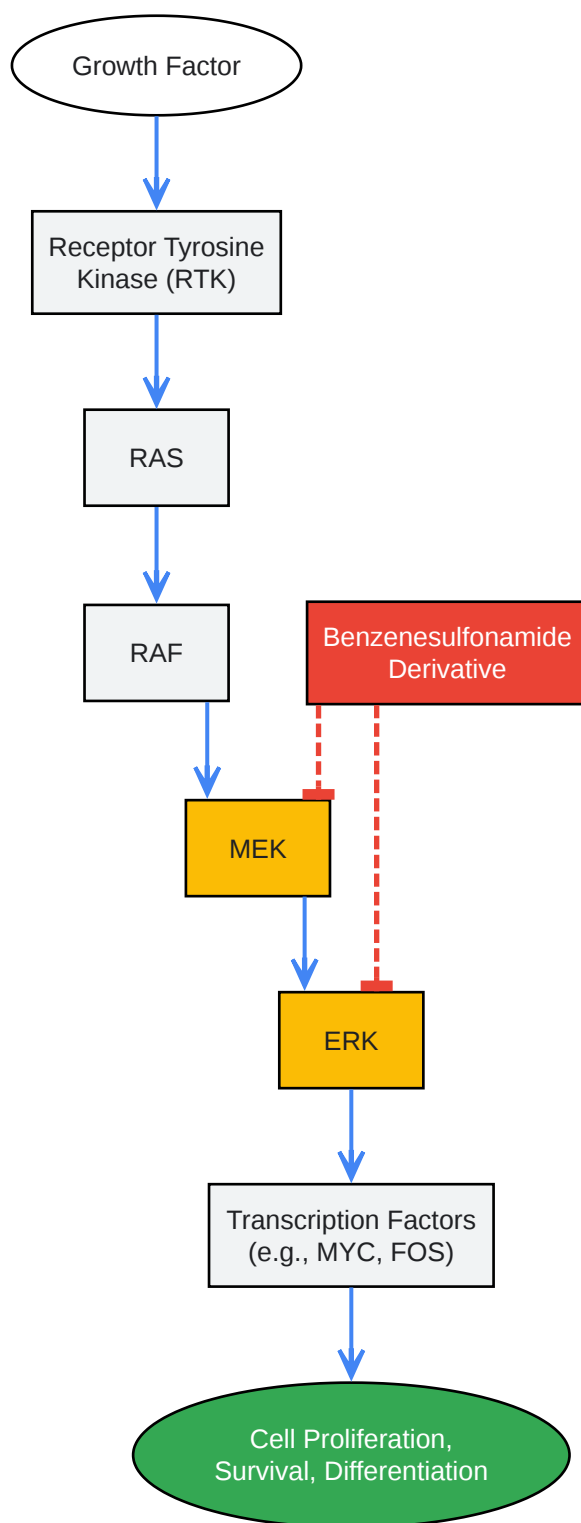 Growth Factor
Receptor Tyrosine
Kinase (RTK)
RAS
RAF
Benzenesulfonamide
Derivative
MEK
ERK
Transcription Factors
(e.g., MYC, FOS)
Cell Proliferation,
Survival, Differentiation